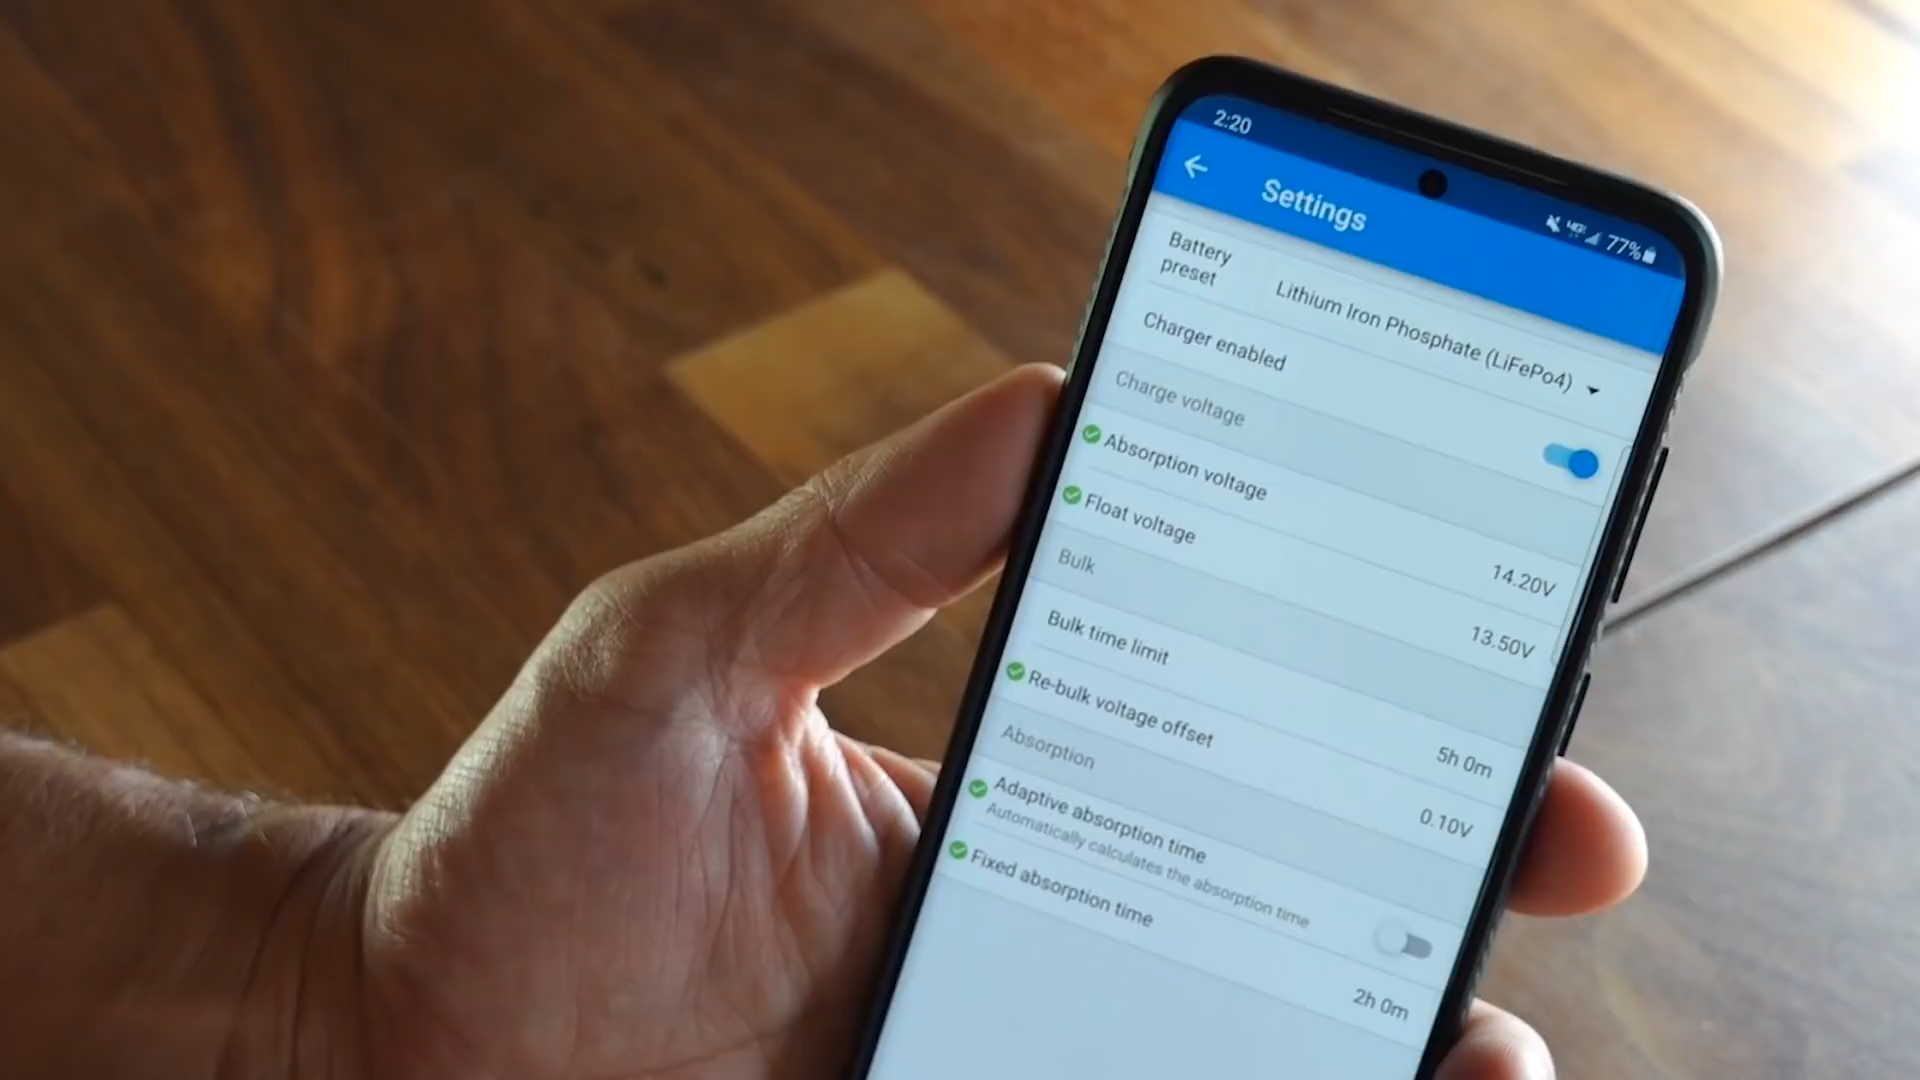 2:20
77%
Settings
Battery
preset
Lithium Iron Phosphate (LiFePo4)
Charger enabled
Charge voltage
Absorption voltage
14.20V
Float voltage
13.50V
Bulk
Bulk time limit
5h 0m
Re-bulk voltage offset
0.10V
Absorption
Adaptive absorption time
Automatically calculates the absorption time
Fixed absorption time
2h 0m